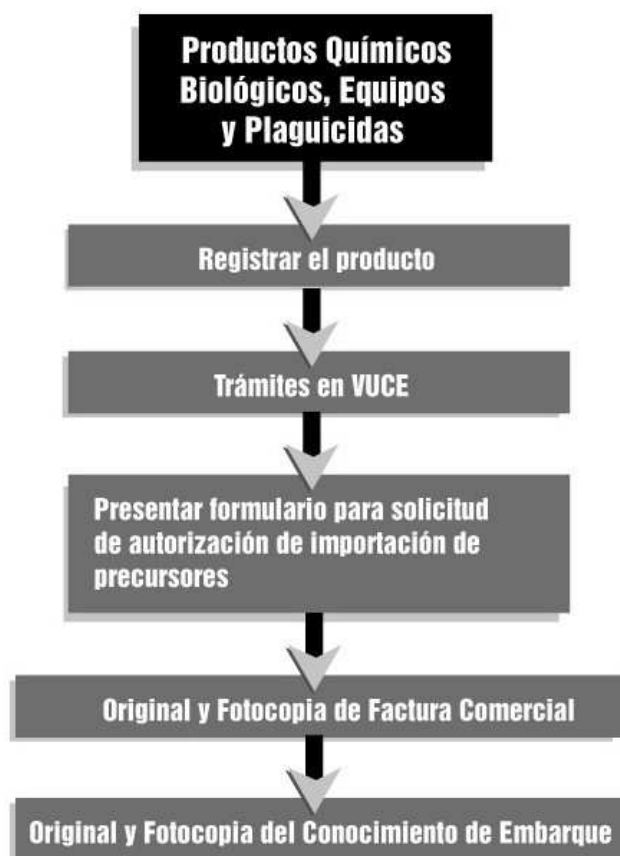 Productos Químicos
Biológicos, Equipos
y Plaguicidas
Registrar el producto
Trámites en VUCE
Presentar formulario para solicitud
de autorización de importación de
precursores
Original y Fotocopia de Factura Comercial
Original y Fotocopia del Conocimiento de Embarque